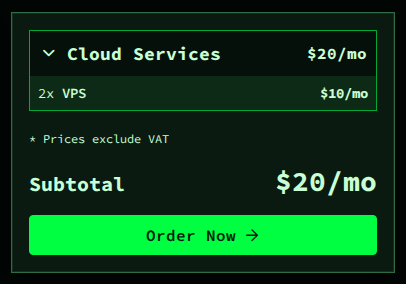 Cloud Services $20/mo
2x VPS $10/mo
* Prices exclude VAT
Subtotal $20/mo
Order Now →